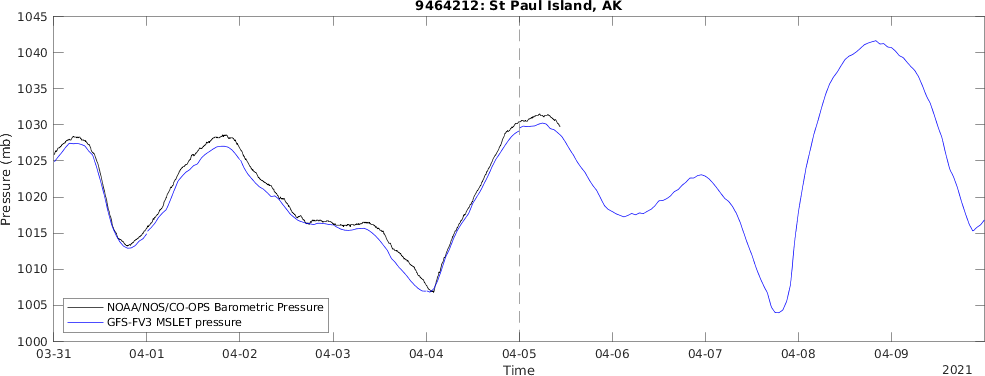 9464212: St Paul Island, AK
Pressure (mb)
1045
1040
1035
1030
1025
1020
1015
1010
1005
1000
NOAA/NOS/CO-OPS Barometric Pressure
GFS-FV3 MSLET pressure
03-31 04-01 04-02 04-03 04-04 04-05 04-06 04-07 04-08 04-09
Time
2021